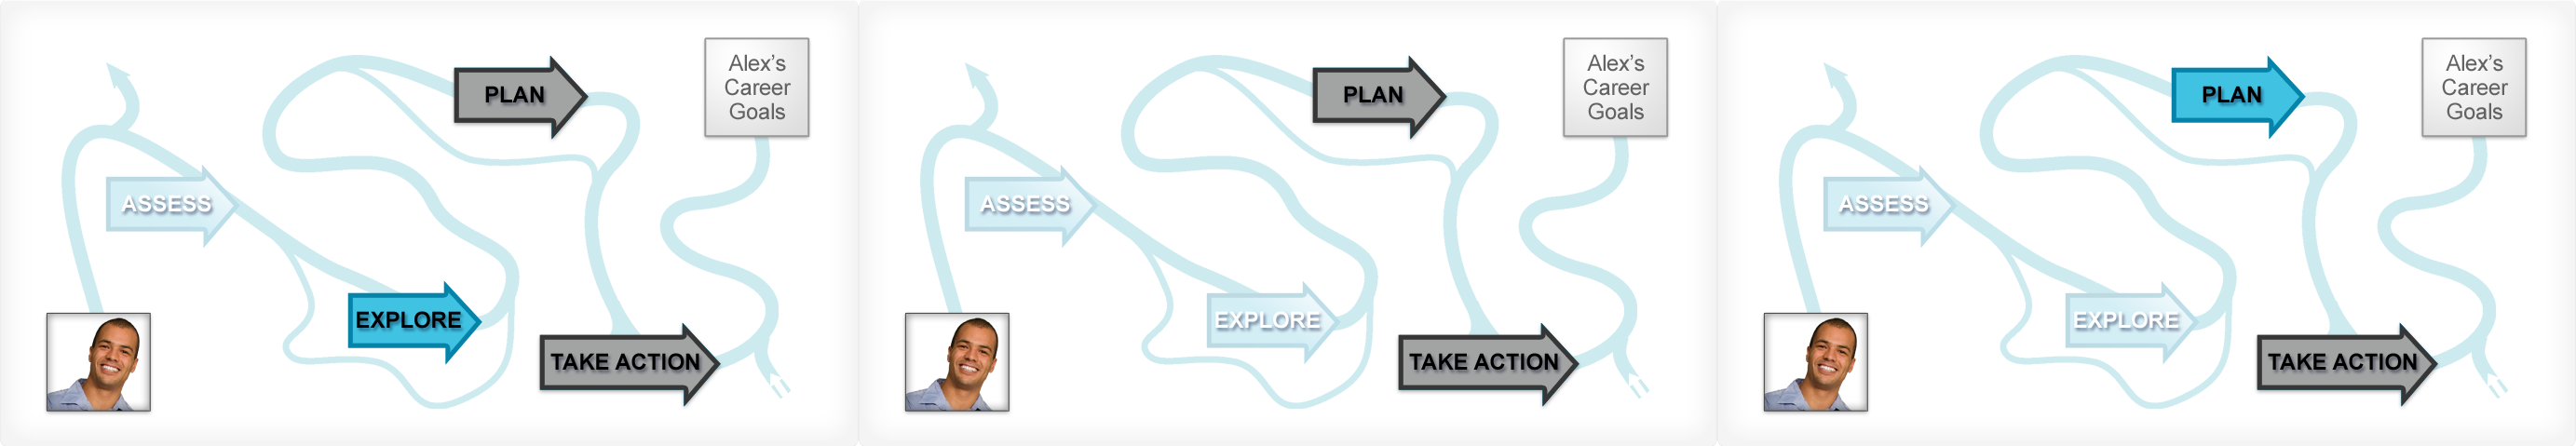 PLAN
Alex's
Career
Goals
ASSESS
EXPLORE
TAKE ACTION
PLAN
Alex's
Career
Goals
ASSESS
EXPLORE
TAKE ACTION
PLAN
Alex's
Career
Goals
ASSESS
EXPLORE
TAKE ACTION